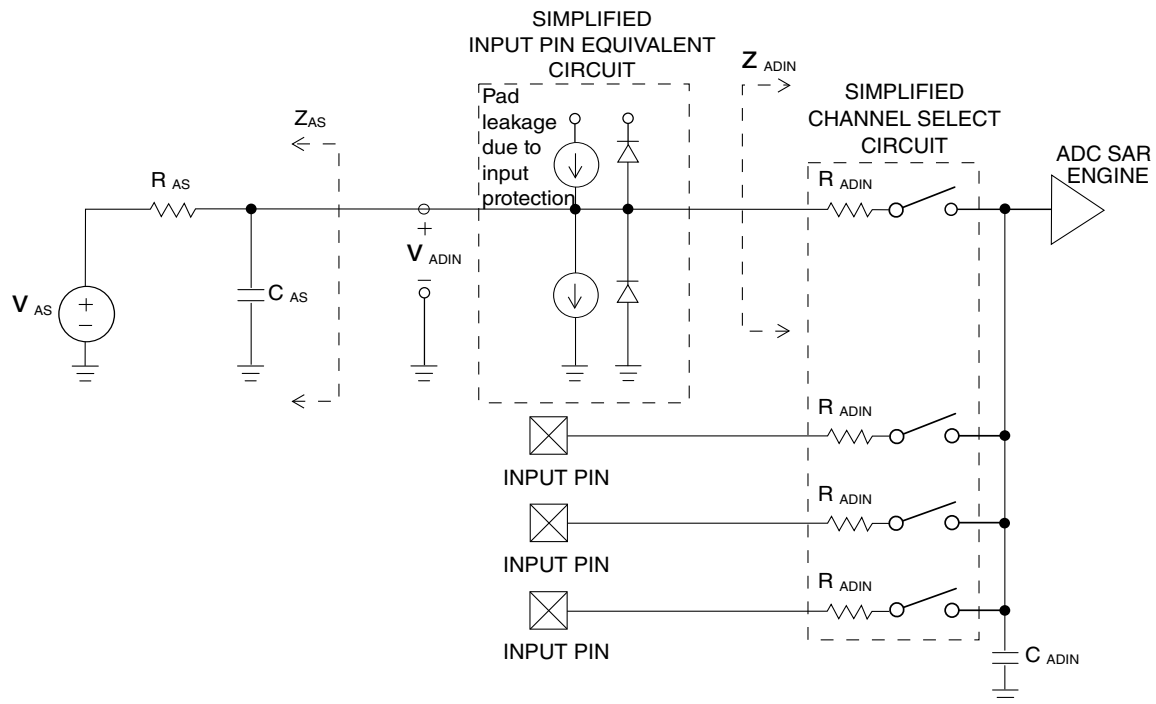 SIMPLIFIED
INPUT PIN EQUIVALENT
CIRCUIT
Pad
leakage
due to
input
protection
Z ADIN
SIMPLIFIED
CHANNEL SELECT
CIRCUIT
ADC SAR
ENGINE
ZAS
R AS
R ADIN
+
V ADIN
–
C AS
V AS
+
–
R ADIN
INPUT PIN
R ADIN
INPUT PIN
R ADIN
INPUT PIN
C ADIN